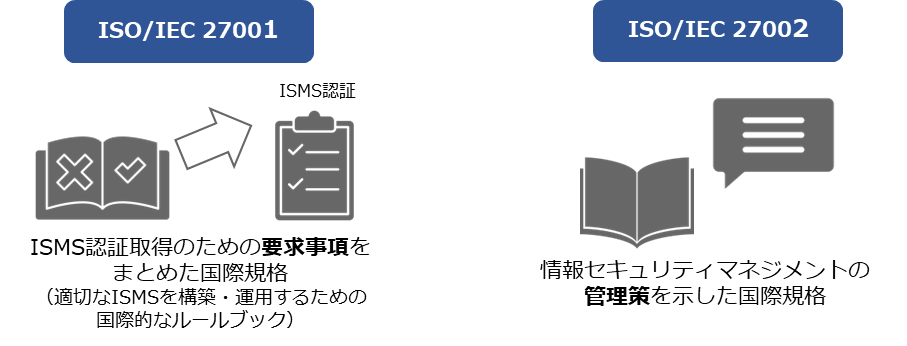 ISO/IEC 27001
ISO/IEC 27002
ISMS認証
ISMS認証取得のための要求事項を
まとめた国際規格
（適切なISMSを構築・運用するための
国際的なルールブック）
情報セキュリティマネジメントの
管理策を示した国際規格